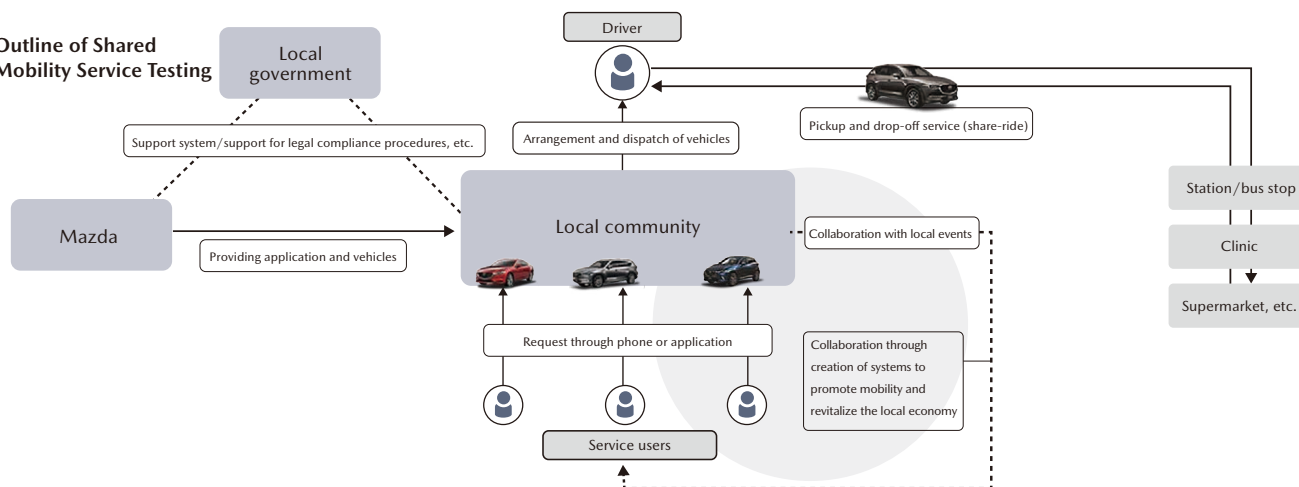 Outline of Shared
Mobility Service Testing
Local
government
Driver
Support system/support for legal compliance procedures, etc.
Arrangement and dispatch of vehicles
Pickup and drop-off service (share-ride)
Mazda
Providing application and vehicles
Local community
Collaboration with local events
Station/bus stop
Clinic
Supermarket, etc.
Request through phone or application
Collaboration through
creation of systems to
promote mobility and
revitalize the local economy
Service users